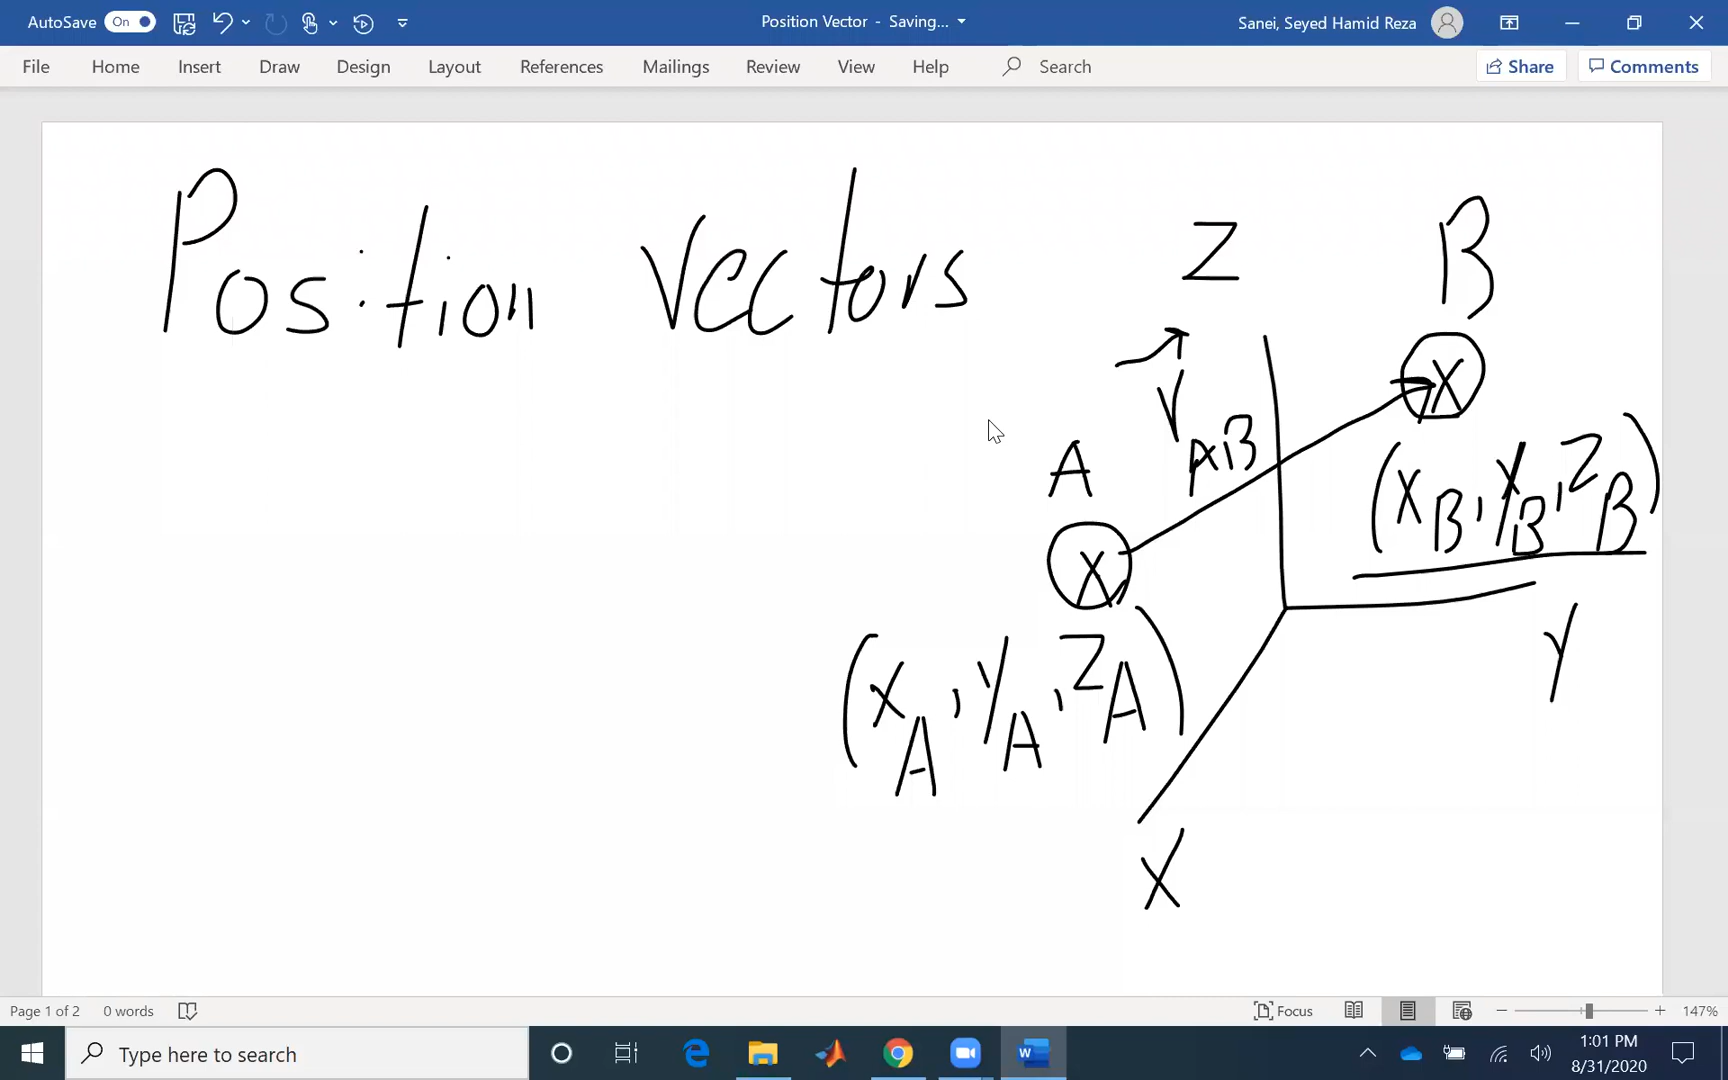 AutoSave On Position Vector - Saving... Sanei, Seyed Hamid Reza
File Home Insert Draw Design Layout References Mailings Review View Help Search Share Comments
Position Vectors
Z
B
r AB
A
X
(XB, YB, ZB)
X
(XA, YA, ZA)
Y
X
Page 1 of 2 0 words Focus 147%
Type here to search
1:01 PM
8/31/2020